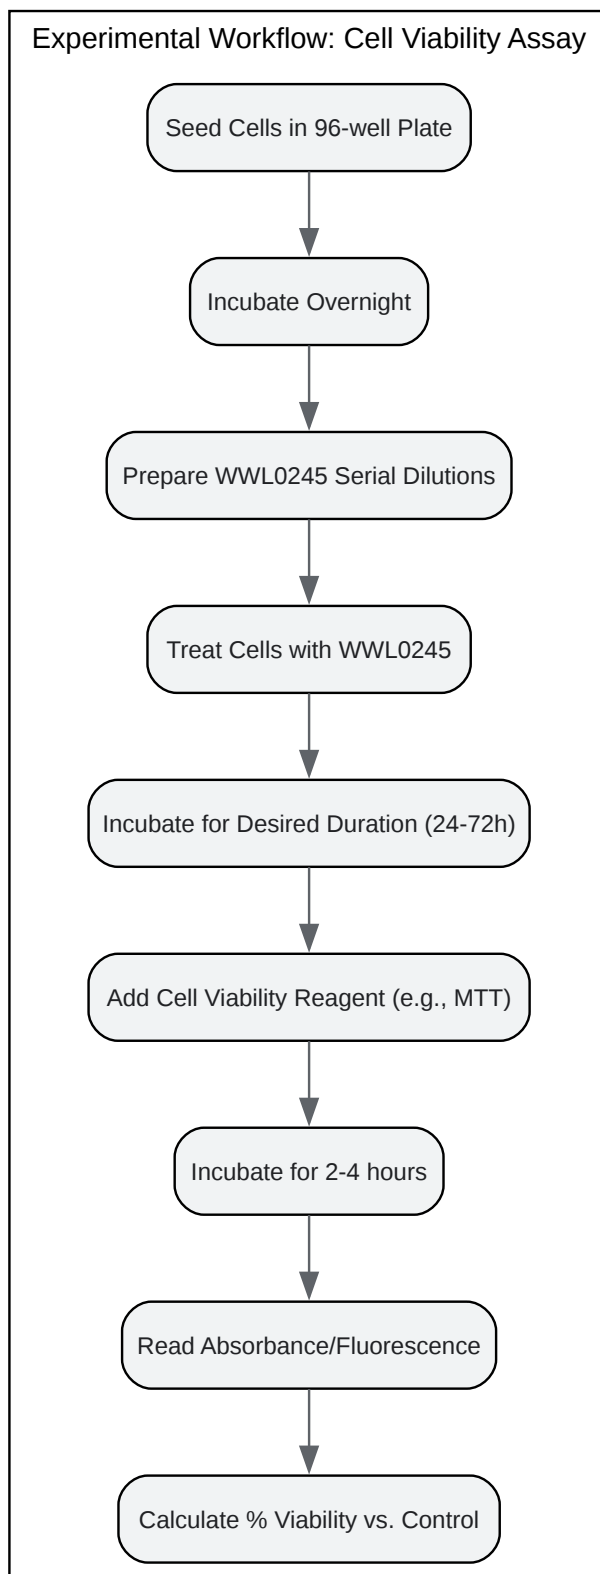 Experimental Workflow: Cell Viability Assay
Seed Cells in 96-well Plate
Incubate Overnight
Prepare WWL0245 Serial Dilutions
Treat Cells with WWL0245
Incubate for Desired Duration (24-72h)
Add Cell Viability Reagent (e.g., MTT)
Incubate for 2-4 hours
Read Absorbance/Fluorescence
Calculate % Viability vs. Control